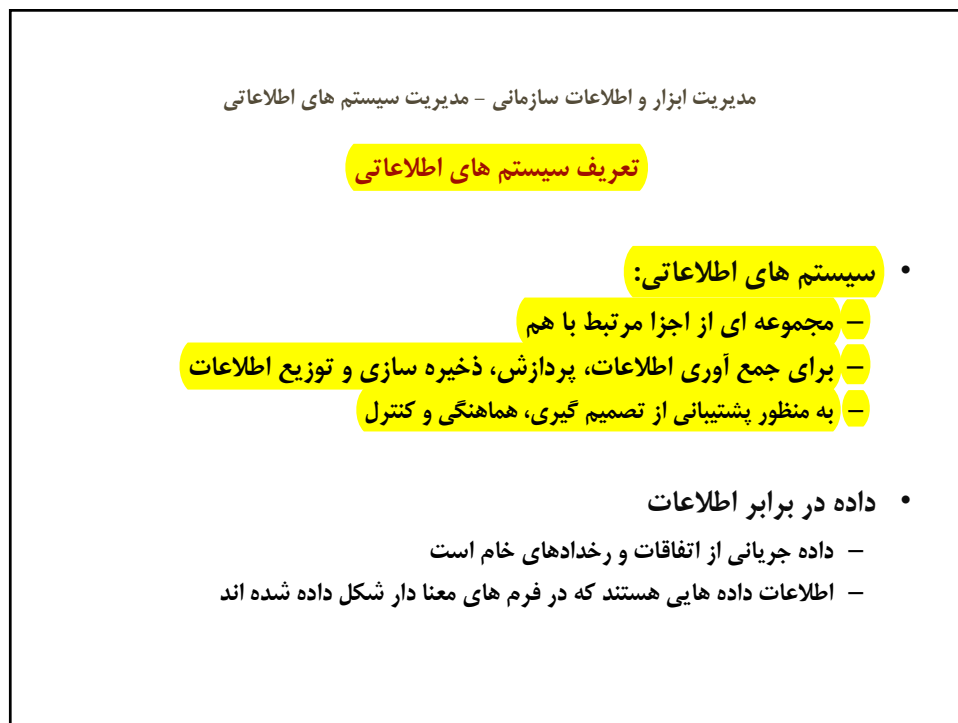 مدیریت ابزار و اطلاعات سازمانی – مدیریت سیستم های اطلاعاتی
تعریف سیستم های اطلاعاتی
• سیستم های اطلاعاتی:
– مجموعه ای از اجزا مرتبط با هم
– برای جمع آوری اطلاعات، پردازش، ذخیره سازی و توزیع اطلاعات
– به منظور پشتیبانی از تصمیم گیری، هماهنگی و کنترل
• داده در برابر اطلاعات
– داده جریانی از اتفاقات و رخدادهای خام است
– اطلاعات داده هایی هستند که در فرم های معنا دار شکل داده شده اند